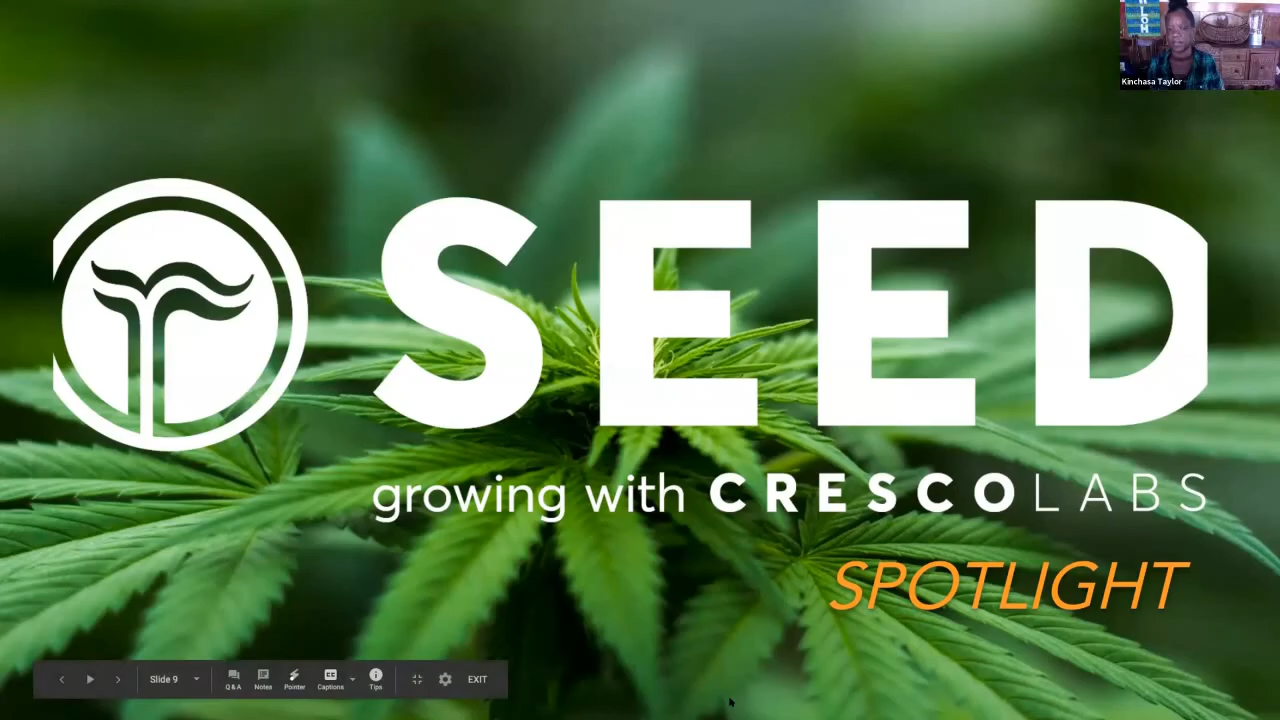 Kinchasa Taylor
SEED
growing with CRESCOLABS
SPOTLIGHT
Slide 9
Q&A
Notes
Pointer
Captions
Tips
EXIT